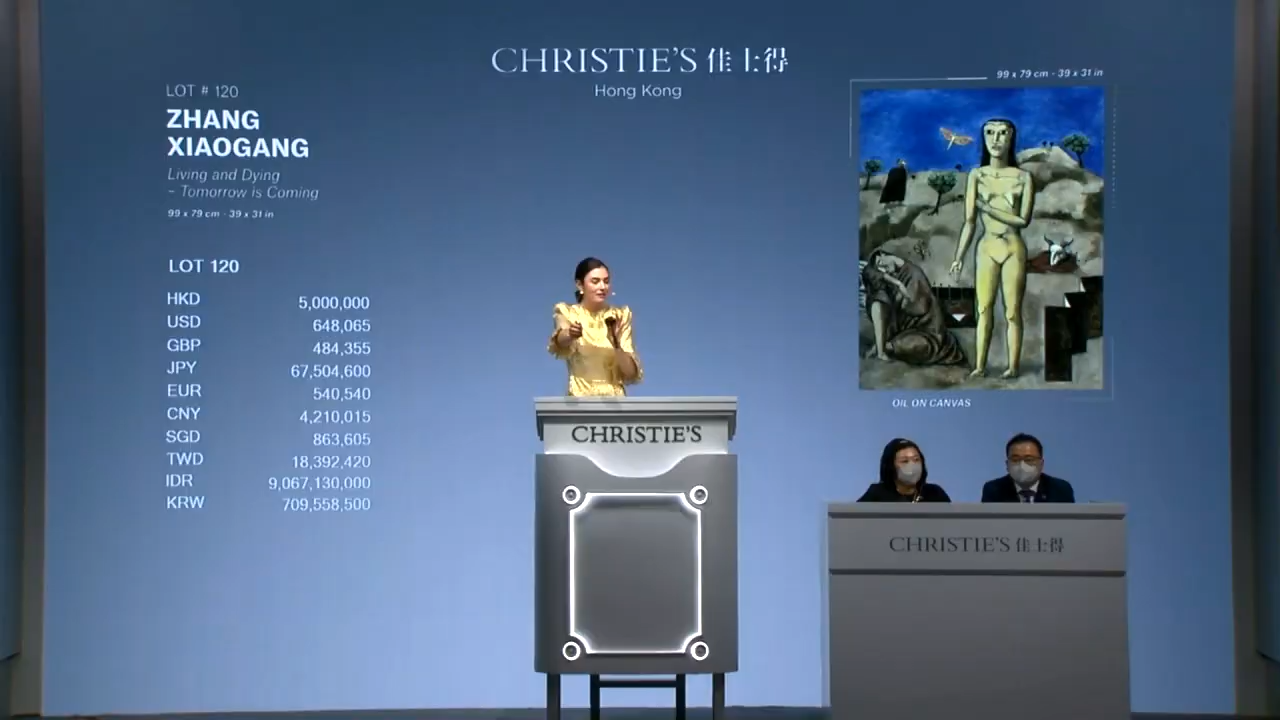 CHRISTIE'S 佳士得
Hong Kong
LOT # 120
ZHANG
XIAOGANG
Living and Dying
– Tomorrow is Coming
99 x 79 cm - 39 x 31 in
LOT 120
HKD 5,000,000
USD 648,065
GBP 484,355
JPY 67,504,600
EUR 540,540
CNY 4,210,015
SGD 863,605
TWD 18,392,420
IDR 9,067,130,000
KRW 709,558,500
99 x 79 cm - 39 x 31 in
OIL ON CANVAS
CHRISTIE'S
CHRISTIE'S 佳士得